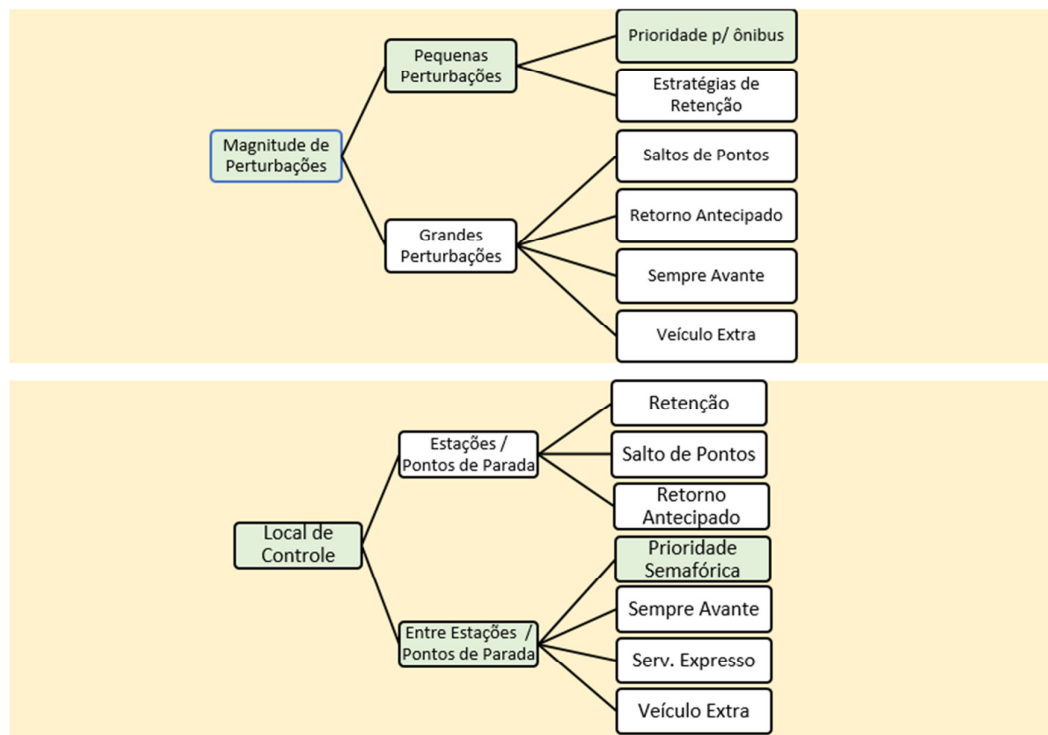 Magnitude de
Perturbações
Pequenas
Perturbações
Prioridade p/ ônibus
Estratégias de
Retenção
Grandes
Perturbações
Saltos de Pontos
Retorno Antecipado
Sempre Avante
Veículo Extra
Local de
Controle
Estações /
Pontos de Parada
Retenção
Salto de Pontos
Retorno
Antecipado
Entre Estações /
Pontos de Parada
Prioridade
Semafórica
Sempre Avante
Serv. Expresso
Veículo Extra